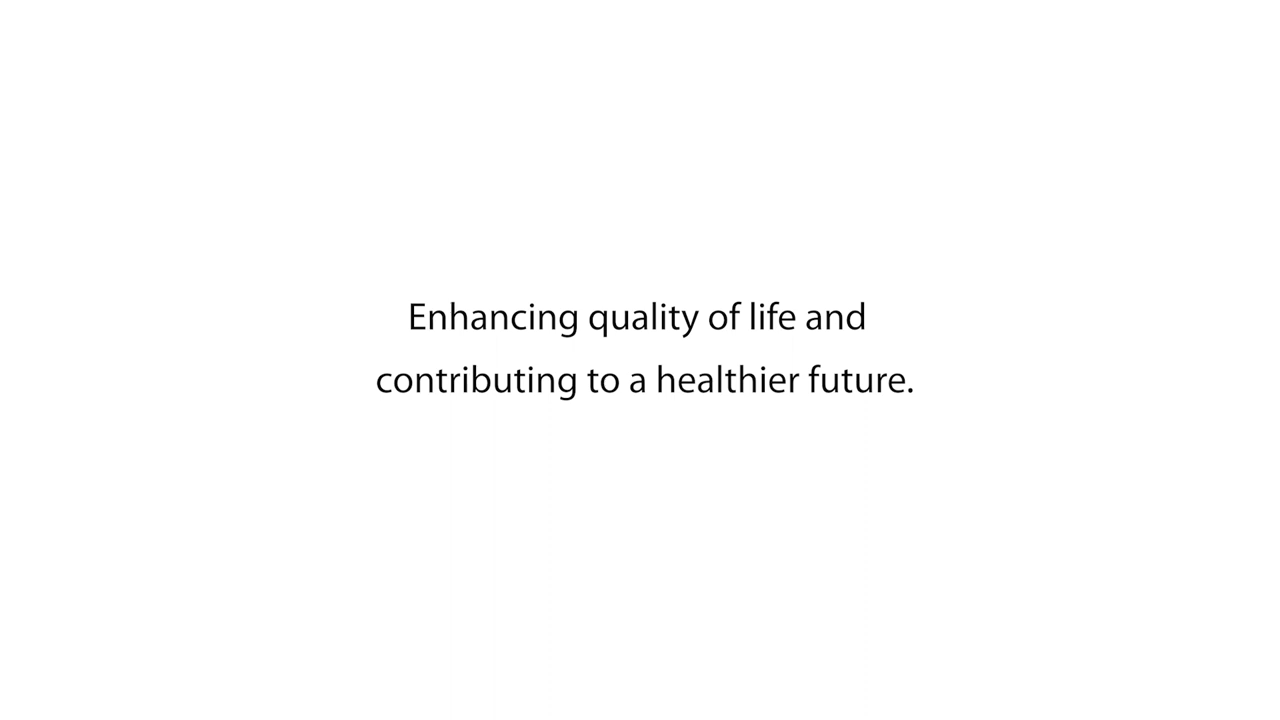 Enhancing quality of life and
contributing to a healthier future.